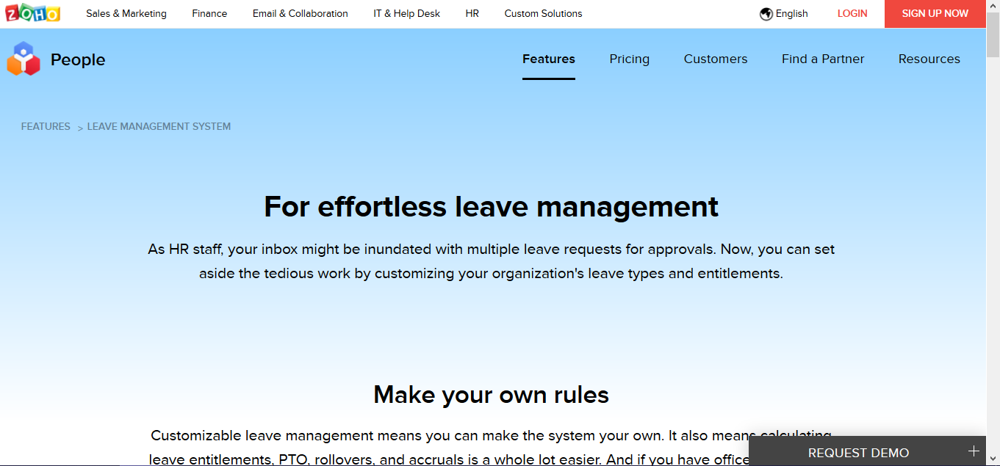 ZOHO Sales & Marketing Finance Email & Collaboration IT & Help Desk HR Custom Solutions English LOGIN SIGN UP NOW
People Features Pricing Customers Find a Partner Resources
FEATURES > LEAVE MANAGEMENT SYSTEM
For effortless leave management
As HR staff, your inbox might be inundated with multiple leave requests for approvals. Now, you can set
aside the tedious work by customizing your organization's leave types and entitlements.
Make your own rules
Customizable leave management means you can make the system your own. It also means calculating
leave entitlements, PTO, rollovers, and accruals is a whole lot easier. And if you have office
REQUEST DEMO +